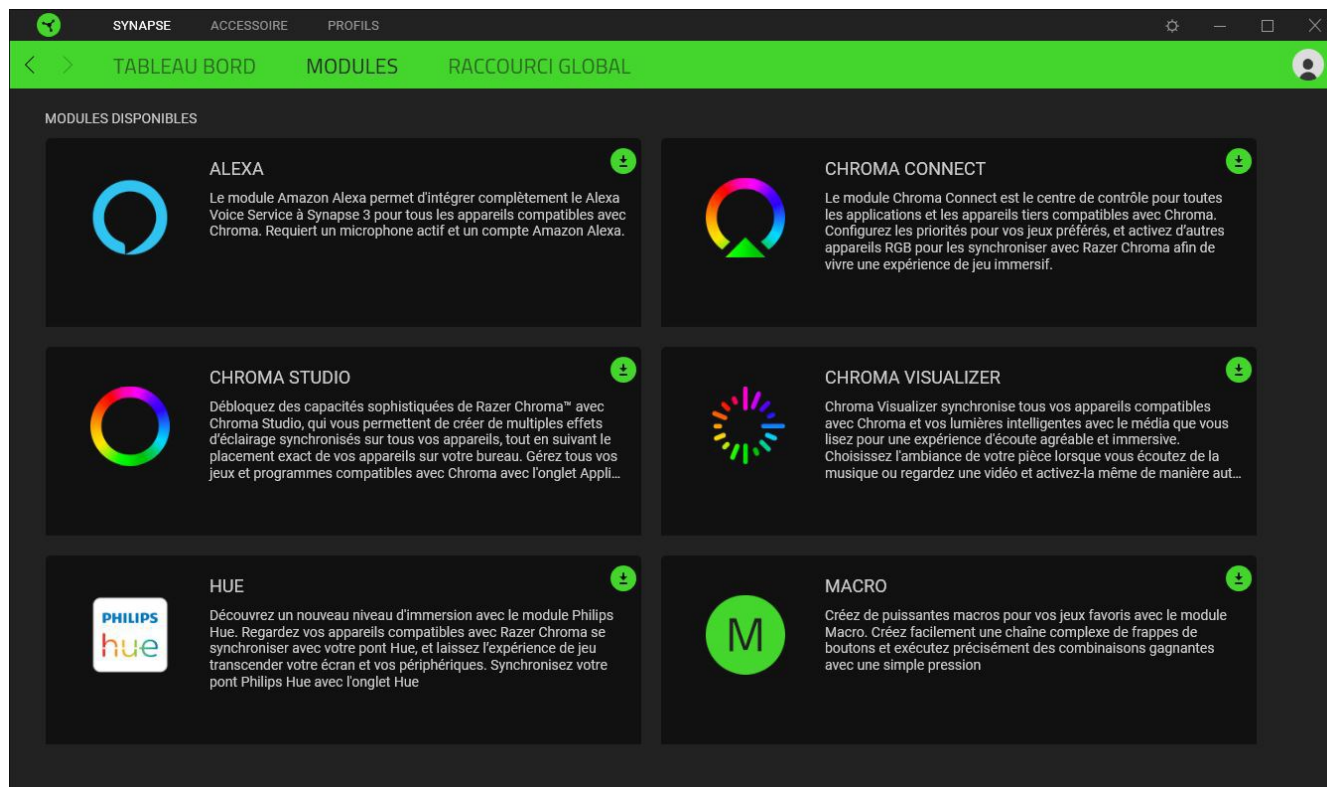 SYNAPSE ACCESSOIRE PROFILS
TABLEAU BORD MODULES RACCOURCI GLOBAL
MODULES DISPONIBLES
ALEXA
Le module Amazon Alexa permet d'intégrer complètement le Alexa
Voice Service à Synapse 3 pour tous les appareils compatibles avec
Chroma. Requiert un microphone actif et un compte Amazon Alexa.
CHROMA CONNECT
Le module Chroma Connect est le centre de contrôle pour toutes
les applications et les appareils tiers compatibles avec Chroma.
Configurez les priorités pour vos jeux préférés, et activez d'autres
appareils RGB pour les synchroniser avec Razer Chroma afin de
vivre une expérience de jeu immersif.
CHROMA STUDIO
Débloquez des capacités sophistiquées de Razer Chroma™ avec
Chroma Studio, qui vous permettent de créer de multiples effets
d'éclairage synchronisés sur tous vos appareils, tout en suivant le
placement exact de vos appareils sur votre bureau. Gérez tous vos
jeux et programmes compatibles avec Chroma avec l'onglet Appli...
CHROMA VISUALIZER
Chroma Visualizer synchronise tous vos appareils compatibles
avec Chroma et vos lumières intelligentes avec le média que vous
lisez pour une expérience d'écoute agréable et immersive.
Choisissez l'ambiance de votre pièce lorsque vous écoutez de la
musique ou regardez une vidéo et activez-la même de manière aut...
PHILIPS
hue
HUE
Découvrez un nouveau niveau d'immersion avec le module Philips
Hue. Regardez vos appareils compatibles avec Razer Chroma se
synchroniser avec votre pont Hue, et laissez l'expérience de jeu
transcender votre écran et vos périphériques. Synchronisez votre
pont Philips Hue avec l'onglet Hue
M
MACRO
Créez de puissantes macros pour vos jeux favoris avec le module
Macro. Créez facilement une chaîne complexe de frappes de
boutons et exécutez précisément des combinaisons gagnantes
avec une simple pression